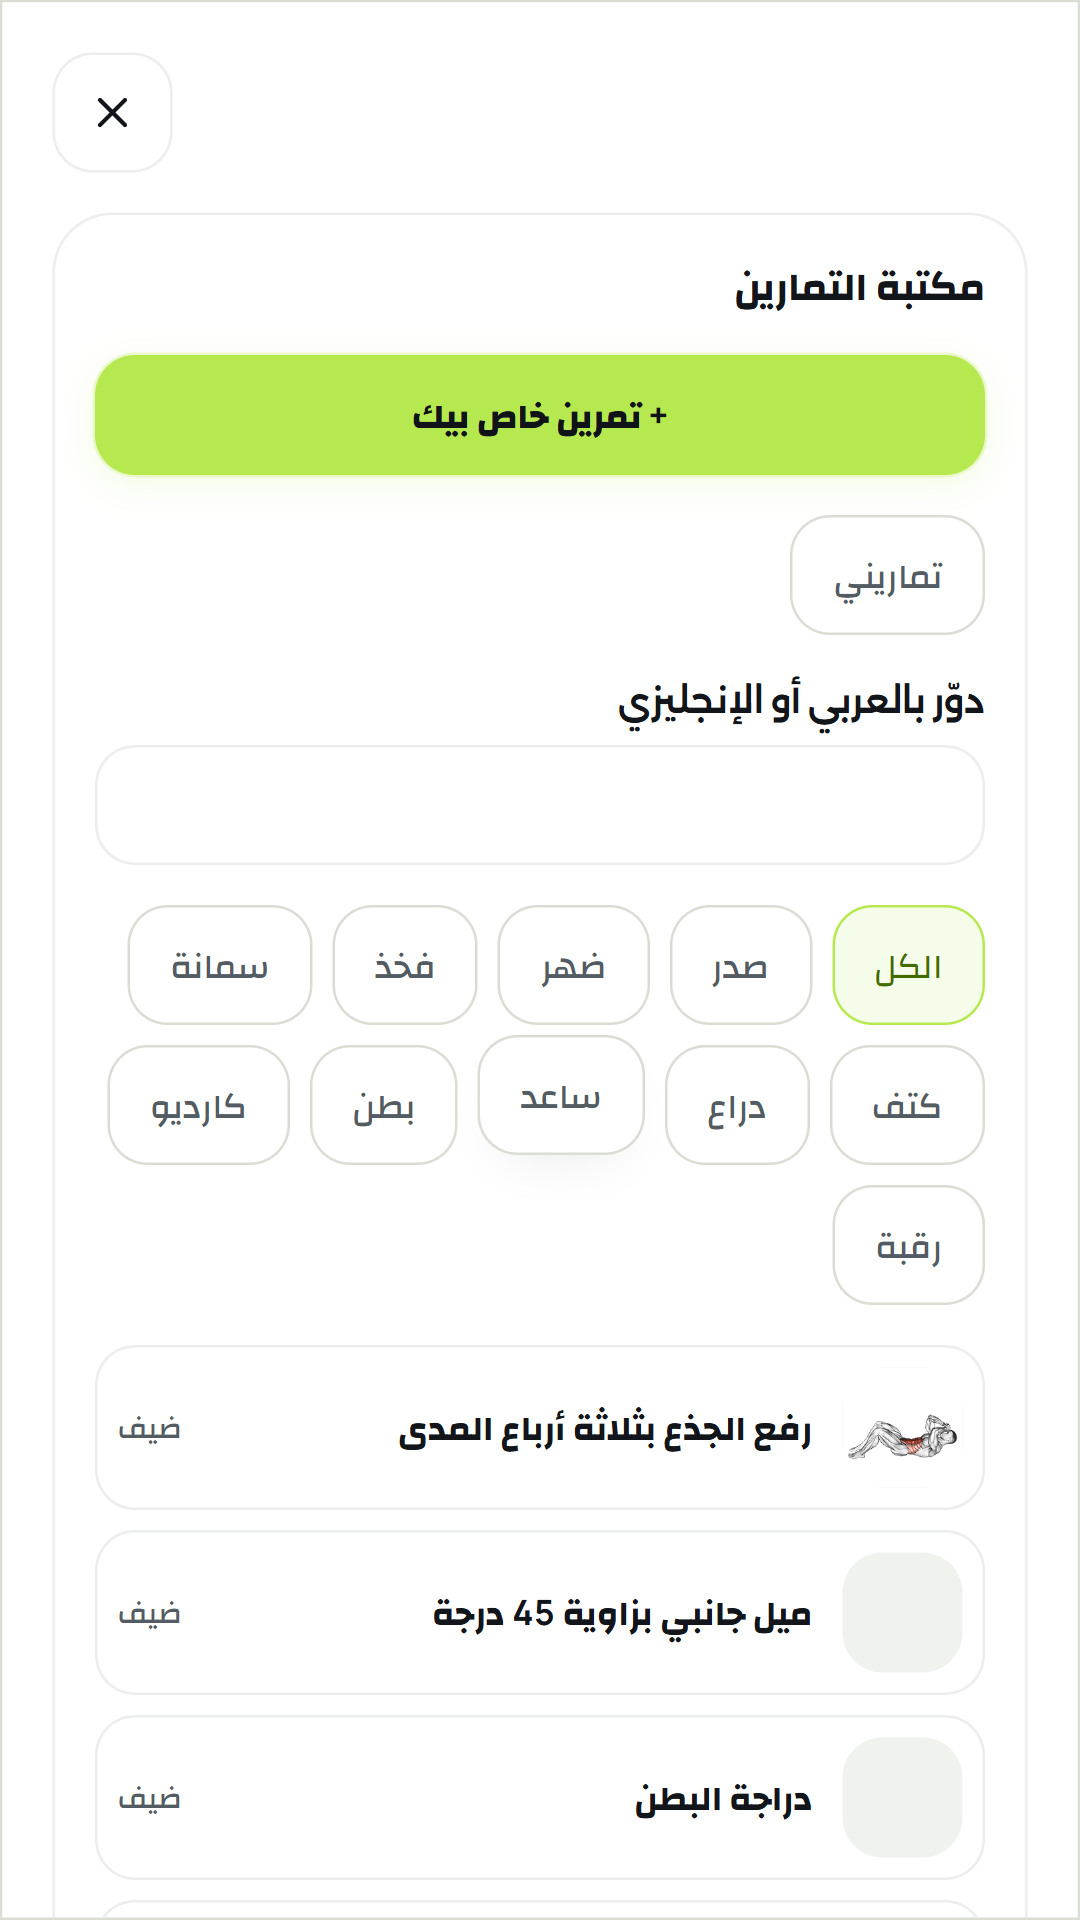 مكتبة التمارين
+ تمرين خاص بيك
تماريني
دوّر بالعربي أو الإنجليزي
الكل صدر ضهر فخذ سمانة
كتف دراع ساعد بطن كارديو
رقبة
رفع الجذع بثلاثة أرباع المدى ضيف
ميل جانبي بزاوية 45 درجة ضيف
دراجة البطن ضيف